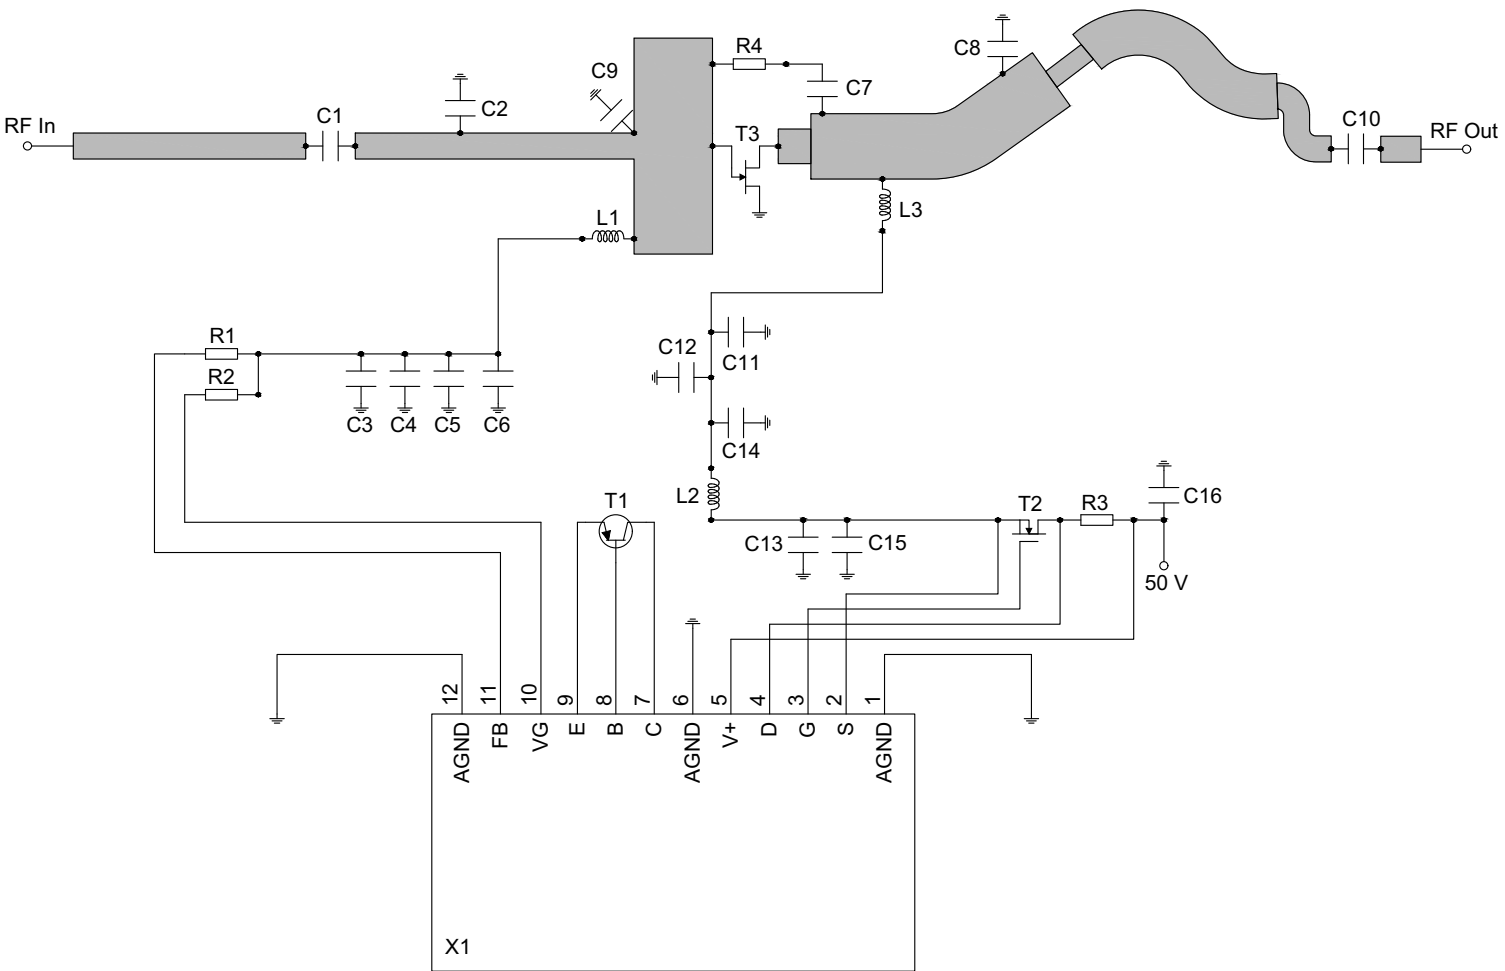 R4
C8
C9
C7
C1
C2
C10
RF In
T3
RF Out
L1
L3
R1
C12
C11
R2
C3
C4
C5
C6
C14
L2
T1
T2
R3
C16
C13
C15
50 V
12
11
10
9
8
7
6
5
4
3
2
1
AGND
FB
VG
E
B
C
AGND
V+
D
G
S
AGND
X1